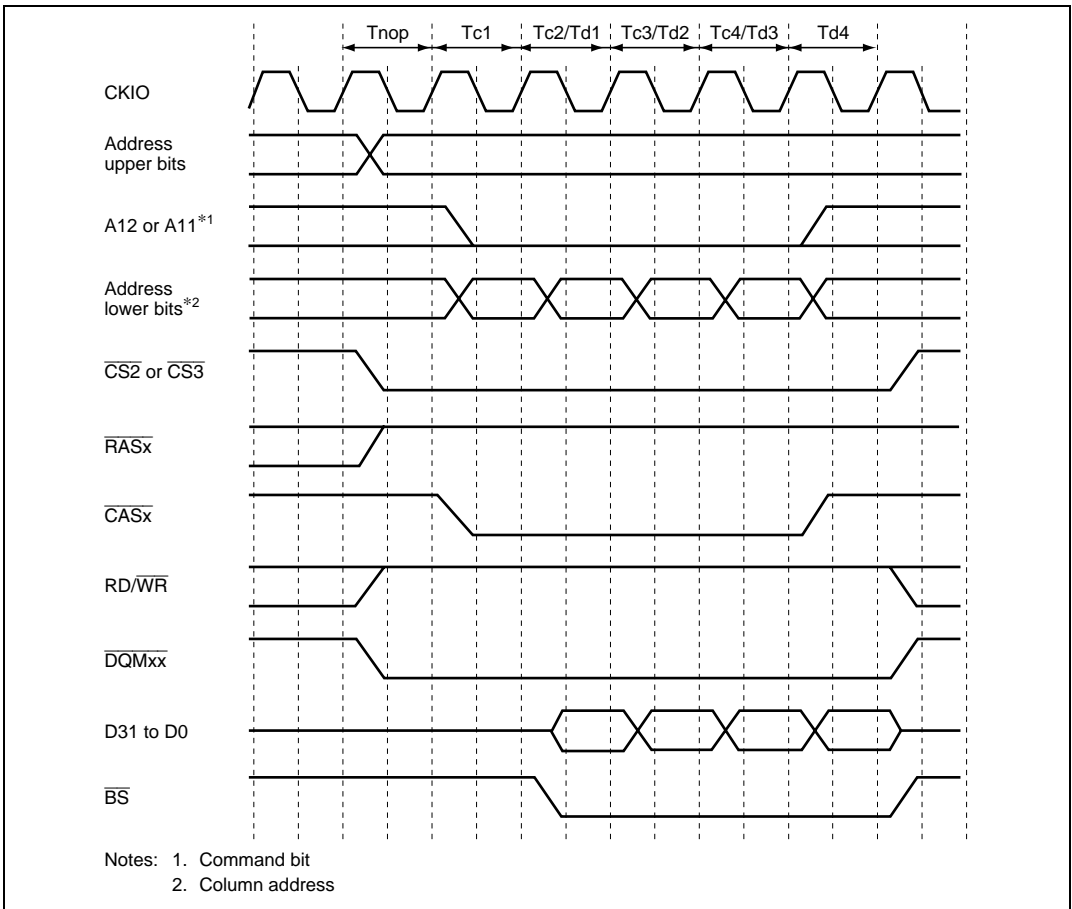 Tnop Tc1 Tc2/Td1 Tc3/Td2 Tc4/Td3 Td4
CKIO
Address
upper bits
A12 or A11*1
Address
lower bits*2
CS2 or CS3
RASx
CASx
RD/WR
DQMxx
D31 to D0
BS
Notes: 1. Command bit
2. Column address